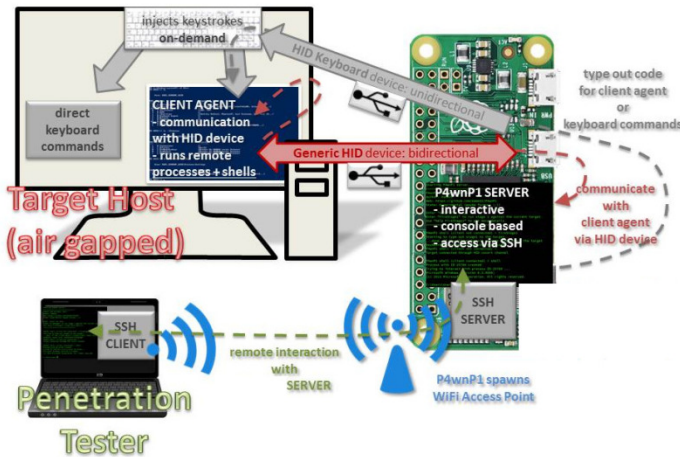 injects keystrokes
on-demand
HID Keyboard device: unidirectional
type out code
for client agent
or
keyboard commands
direct
keyboard
commands
CLIENT AGENT
- communication
with HID device
- runs remote
processes + shells
Generic HID device: bidirectional
Target Host
(air gapped)
P4wnP1 SERVER
- interactive
- console based
- access via SSH
communicate
with
client agent
via HID device
SSH
CLIENT
SSH
SERVER
remote interaction
with
SERVER
P4wnP1 spawns
WiFi Access Point
Penetration
Tester
USB